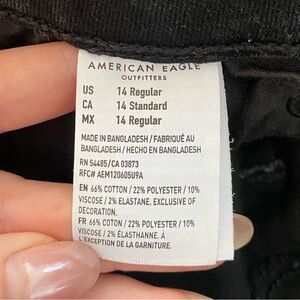 AMERICAN EAGLE
OUTFITTERS
US 14 Regular
CA 14 Standard
MX 14 Regular
MADE IN BANGLADESH / FABRIQUÉ AU
BANGLADESH / HECHO EN BANGLADESH
RN 54485/CA 03873
RFC# AEM120605U9A
EN 66% COTTON / 22% POLYESTER / 10%
VISCOSE / 2% ELASTANE. EXCLUSIVE OF
DECORATION.
FR 66% COTON / 22% POLYESTER / 10%
VISCOSE / 2% ÉLASTHANNE. À
L'EXCEPTION DE LA GARNITURE.